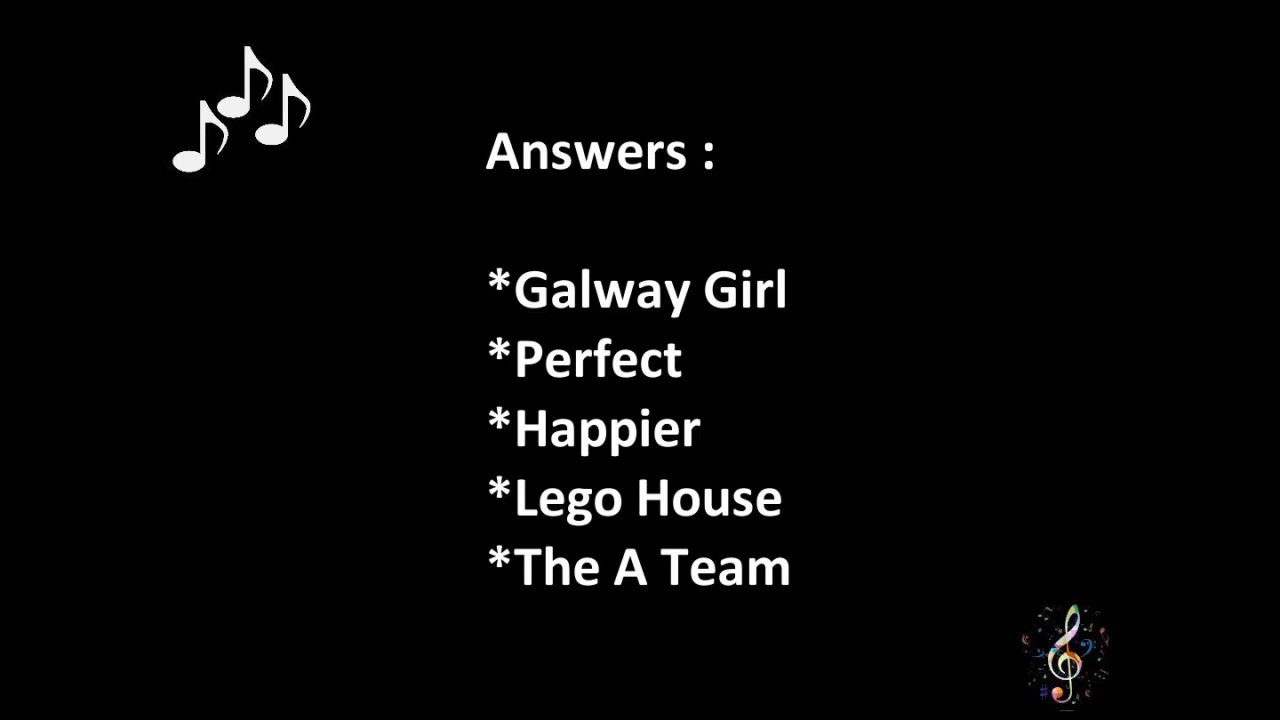 Answers :
*Galway Girl
*Perfect
*Happier
*Lego House
*The A Team